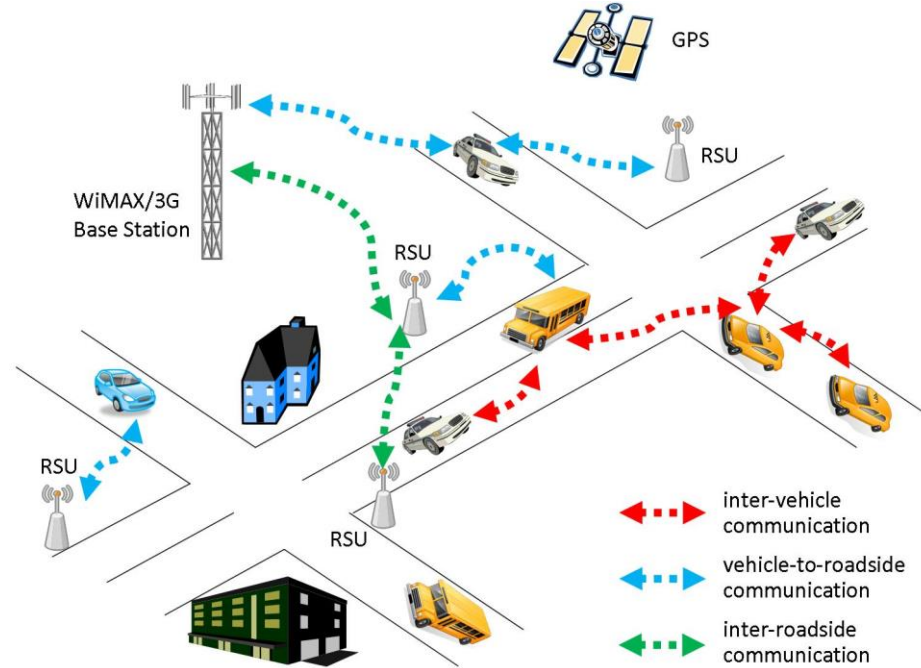 GPS
RSU
WiMAX/3G
Base Station
RSU
RSU
RSU
inter-vehicle
communication
vehicle-to-roadside
communication
inter-roadside
communication